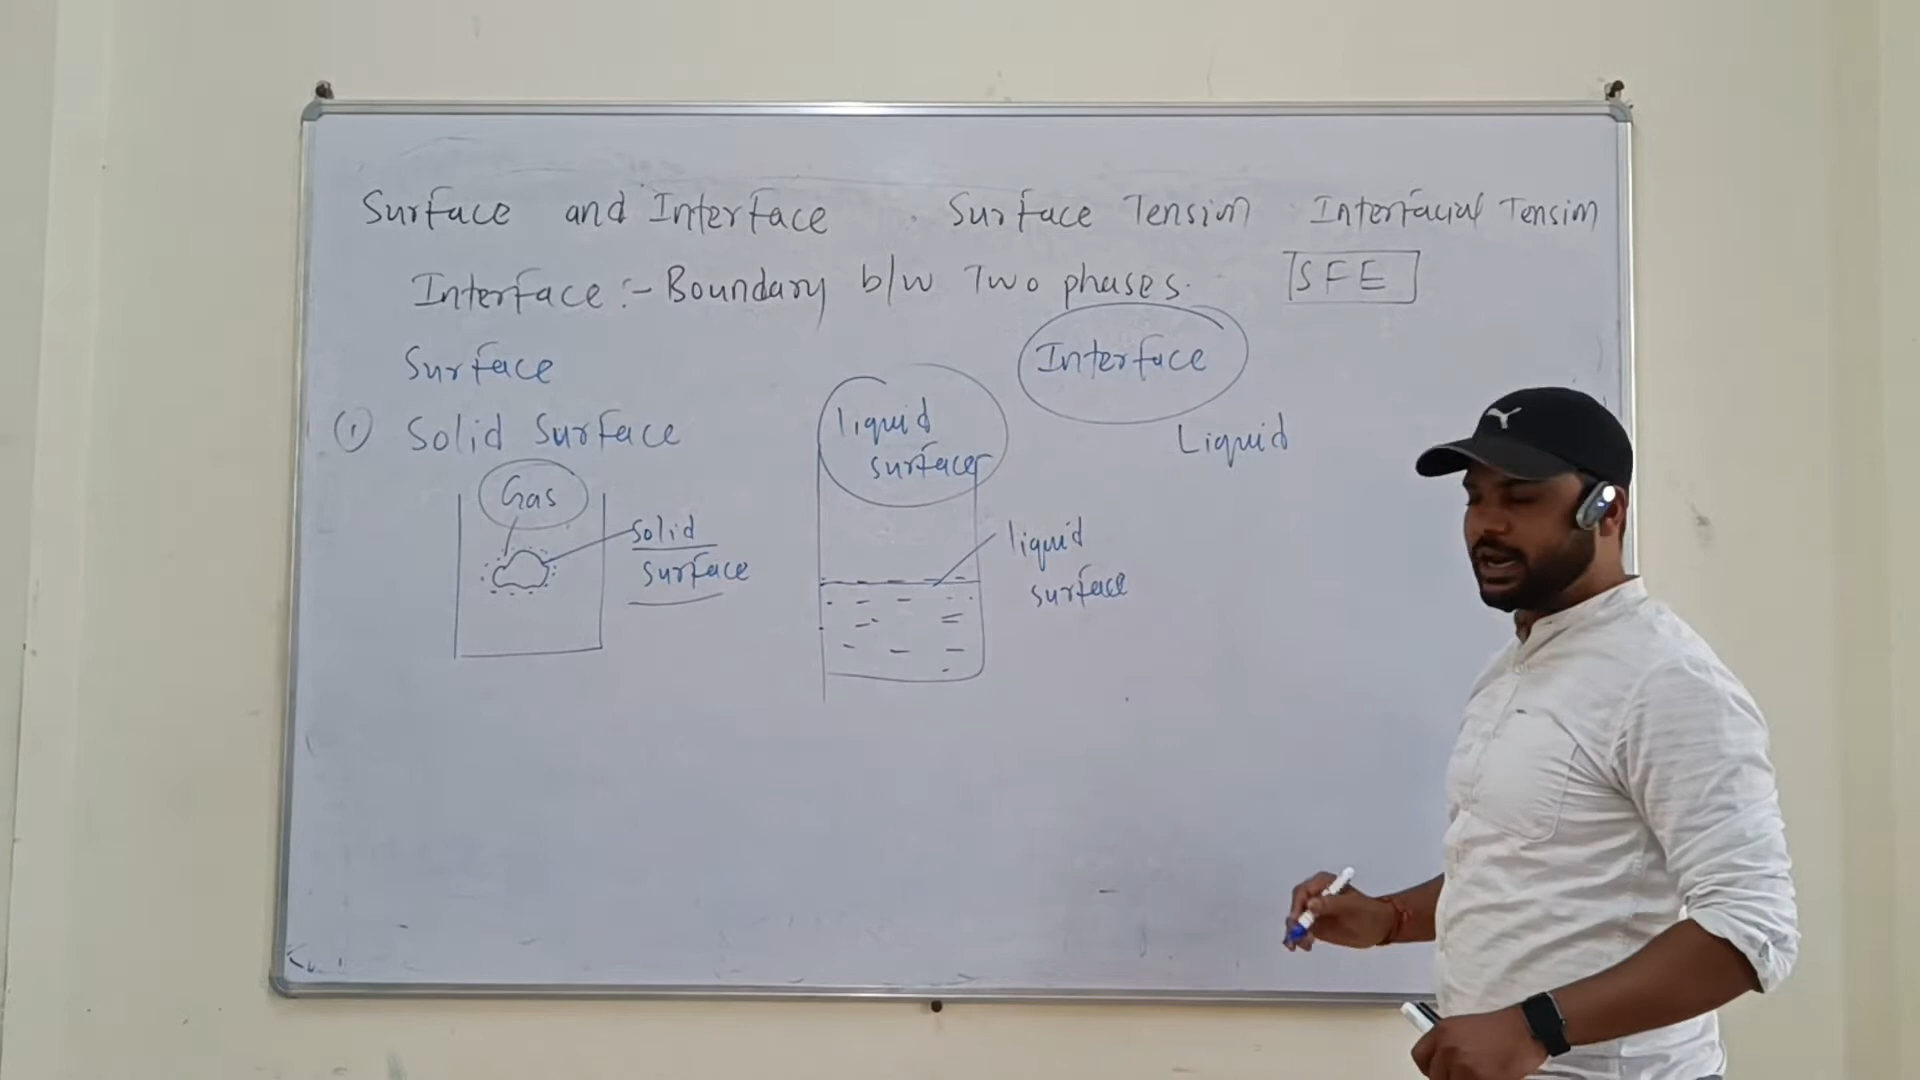 Surface and Interface Surface Tension Interfacial Tension
Interface :- Boundary b/w Two phases. SFE
Surface
Interface
① Solid Surface
liquid
surface
Liquid
Gas
solid
surface
liquid
surface